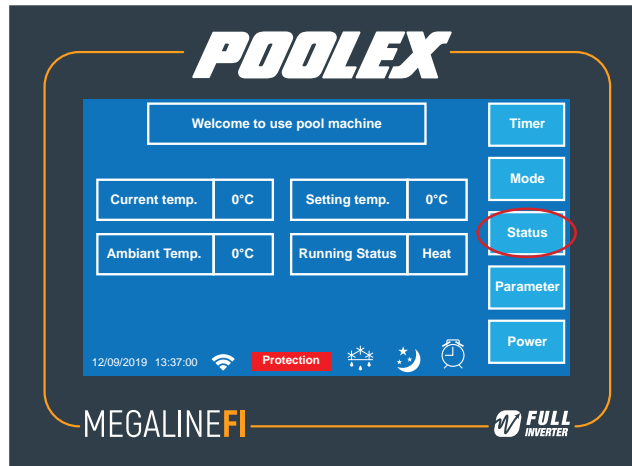 POOLEX
Welcome to use pool machine
Timer
Mode
Current temp. 0°C Setting temp. 0°C
Status
Ambiant Temp. 0°C Running Status Heat
Parameter
Power
12/09/2019 13:37:00 Protection
MEGALINEFI
W FULL
INVERTER